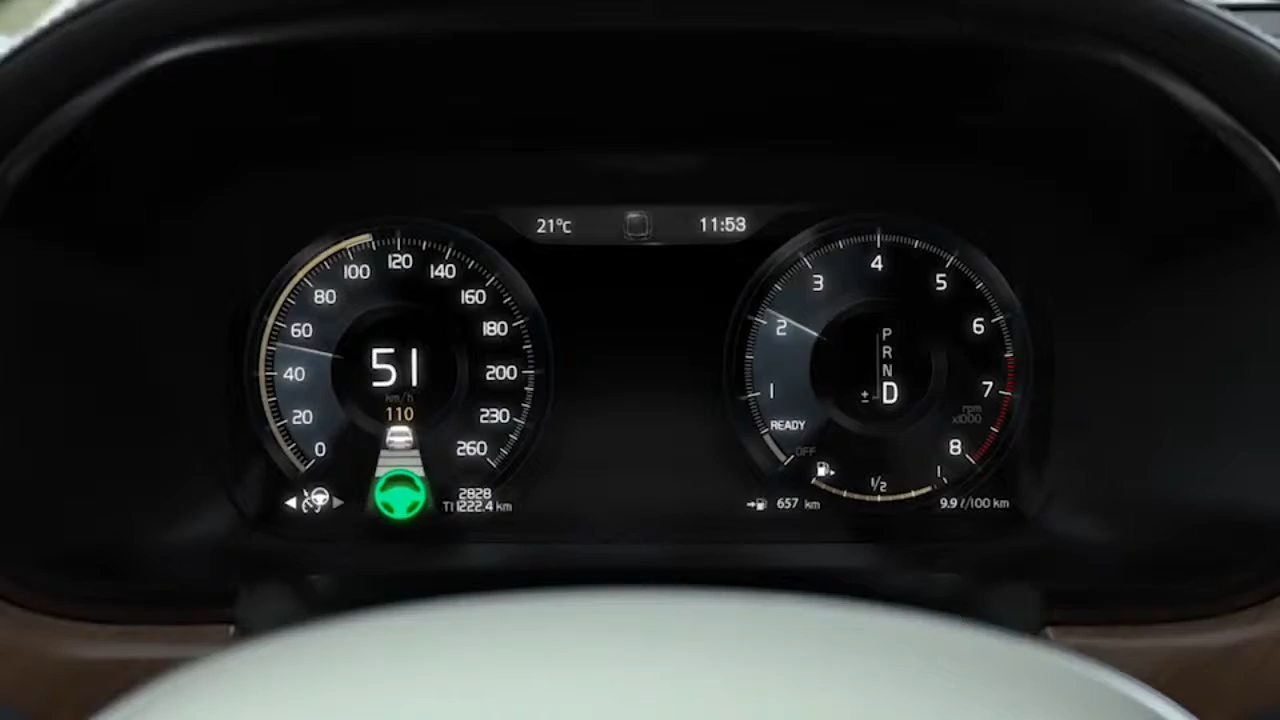 21°c 11:53
0
20
40
60
80
100
120
140
160
180
200
230
260
51
km/h
110
2828
T1 1222.4 km
1
2
3
4
5
6
7
8
rpm
x1000
READY
OFF
P
R
N
±
D
1/2
1
657 km
9.9 l/100 km